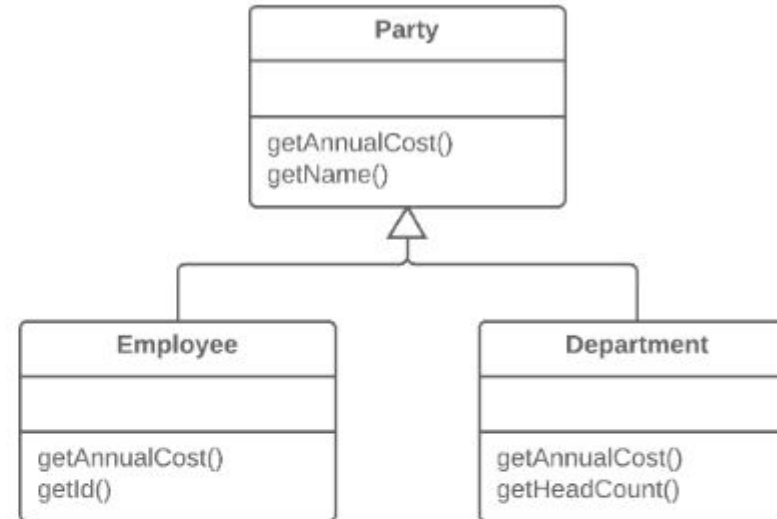 Party
getAnnualCost()
getName()
Employee
getAnnualCost()
getId()
Department
getAnnualCost()
getHeadCount()